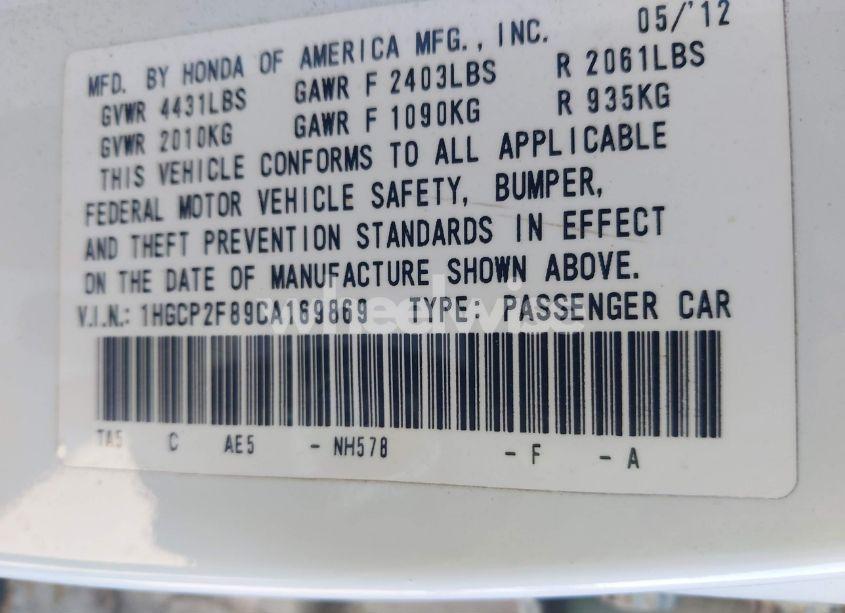 MFD. BY HONDA OF AMERICA MFG., INC. 05/'12
GVWR 4431LBS GAWR F 2403LBS R 2061LBS
GVWR 2010KG GAWR F 1090KG R 935KG
THIS VEHICLE CONFORMS TO ALL APPLICABLE
FEDERAL MOTOR VEHICLE SAFETY, BUMPER,
AND THEFT PREVENTION STANDARDS IN EFFECT
ON THE DATE OF MANUFACTURE SHOWN ABOVE.
V.I.N.: 1HGCP2F89CA169869 TYPE: PASSENGER CAR
wheelwise
TA5 C AE5 - NH578 - F - A